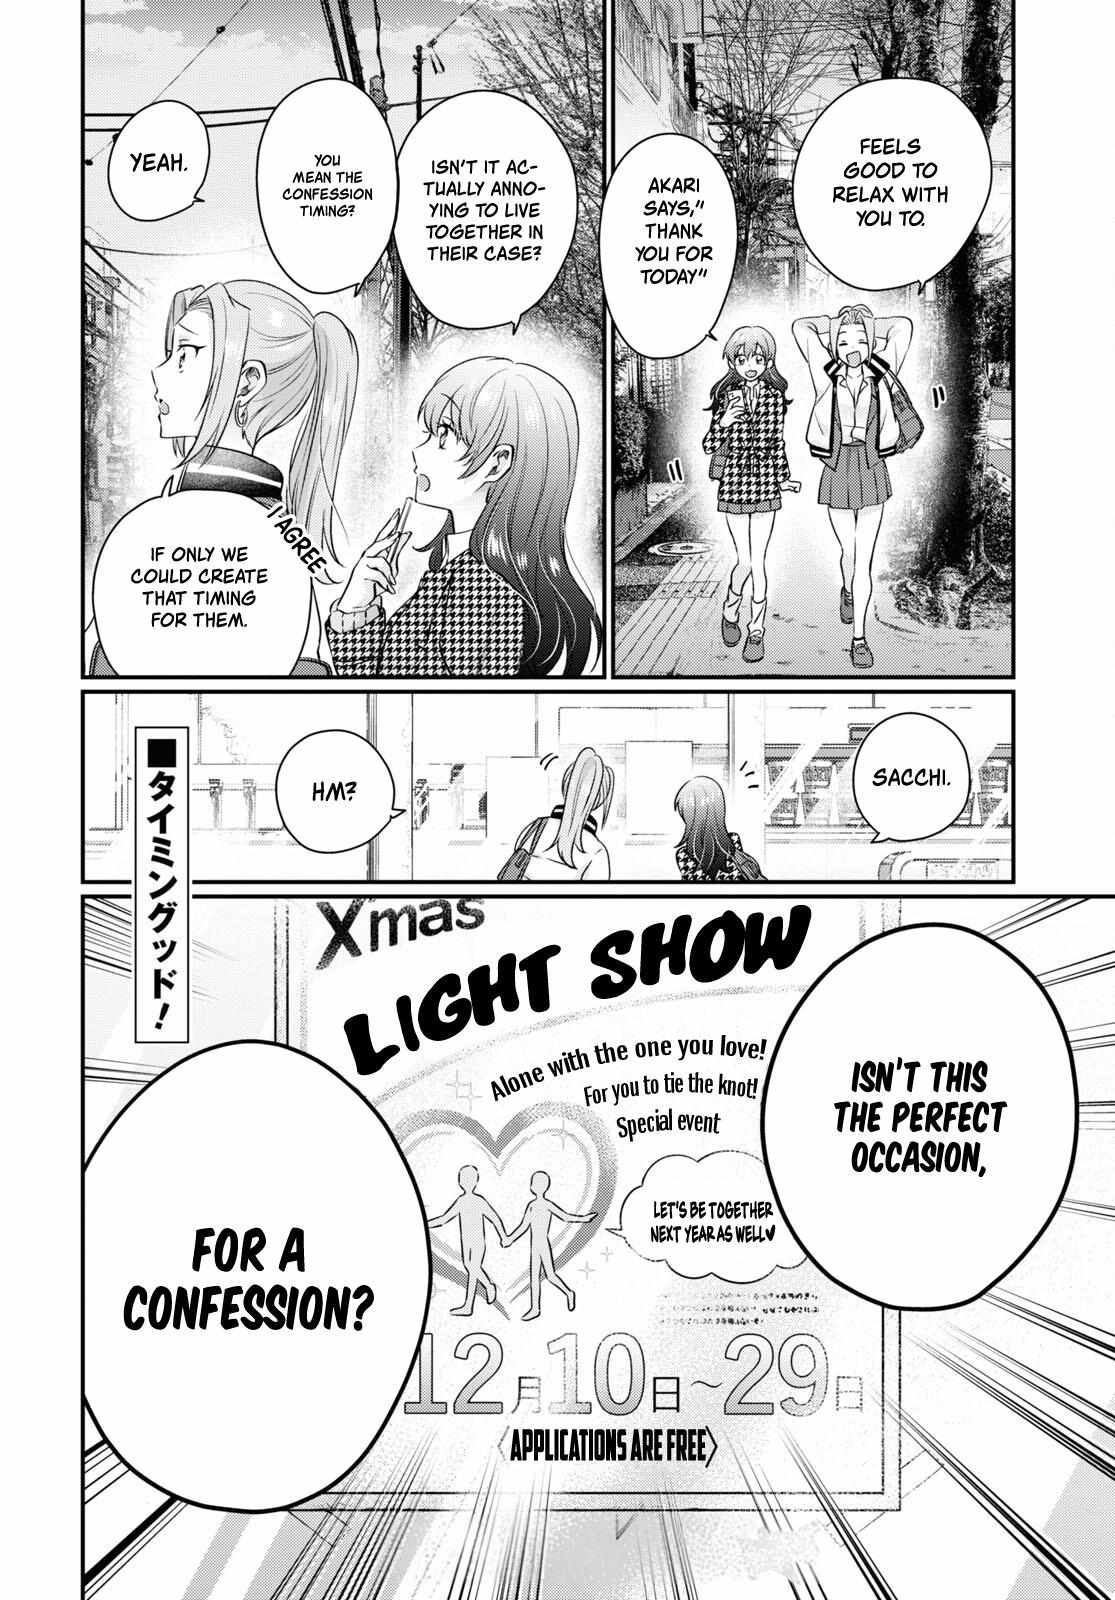 FEELS
GOOD TO
RELAX WITH
YOU TO.
AKARI
SAYS,"
THANK
YOU FOR
TODAY"
ISN'T IT AC-
TUALLY ANNO-
YING TO LIVE
TOGETHER IN
THEIR CASE?
YOU
MEAN THE
CONFESSION
TIMING?
YEAH.
I AGREE
IF ONLY WE
COULD CREATE
THAT TIMING
FOR THEM.
SACCHI.
HM?
■タイミングッド!
X'mas
LIGHT SHOW
Alone with the one you love!
For you to tie the knot!
Special event
ISN'T THIS
THE PERFECT
OCCASION,
LET'S BE TOGETHER
NEXT YEAR AS WELL♥
FOR A
CONFESSION?
12月10日~29日
〈APPLICATIONS ARE FREE〉